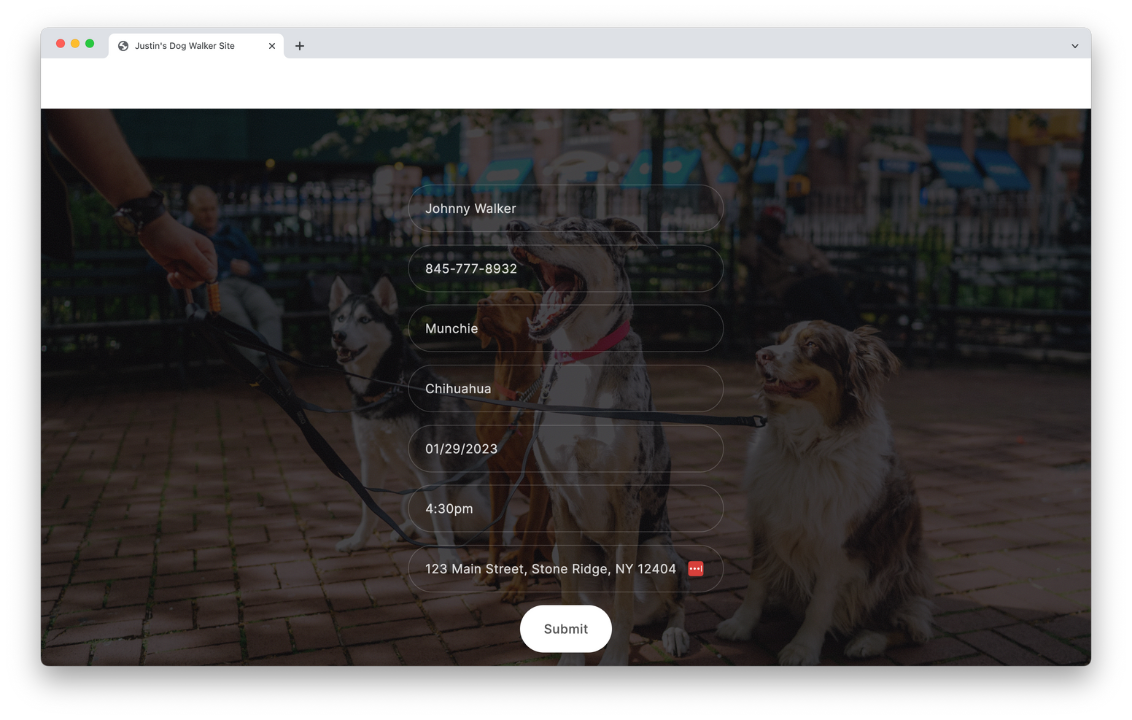 Justin's Dog Walker Site
Johnny Walker
845-777-8932
Munchie
Chihuahua
01/29/2023
4:30pm
123 Main Street, Stone Ridge, NY 12404
Submit